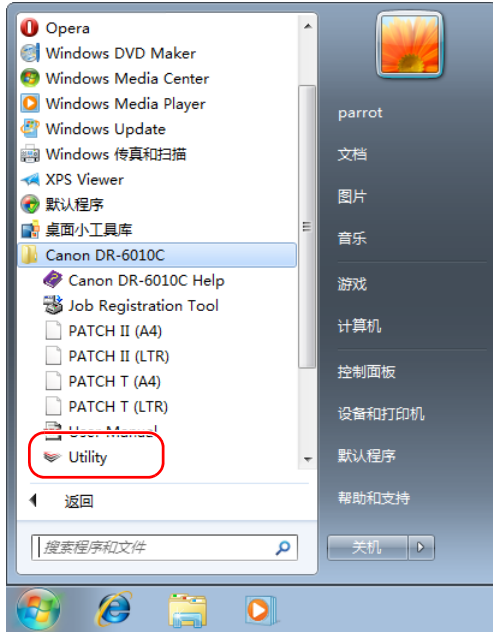 Opera
Windows DVD Maker
Windows Media Center
Windows Media Player
Windows Update
Windows 传真和扫描
XPS Viewer
默认程序
桌面小工具库
Canon DR-6010C
Canon DR-6010C Help
Job Registration Tool
PATCH II (A4)
PATCH II (LTR)
PATCH T (A4)
PATCH T (LTR)
User Manual
Utility
返回
搜索程序和文件
parrot
文档
图片
音乐
游戏
计算机
控制面板
设备和打印机
默认程序
帮助和支持
关机